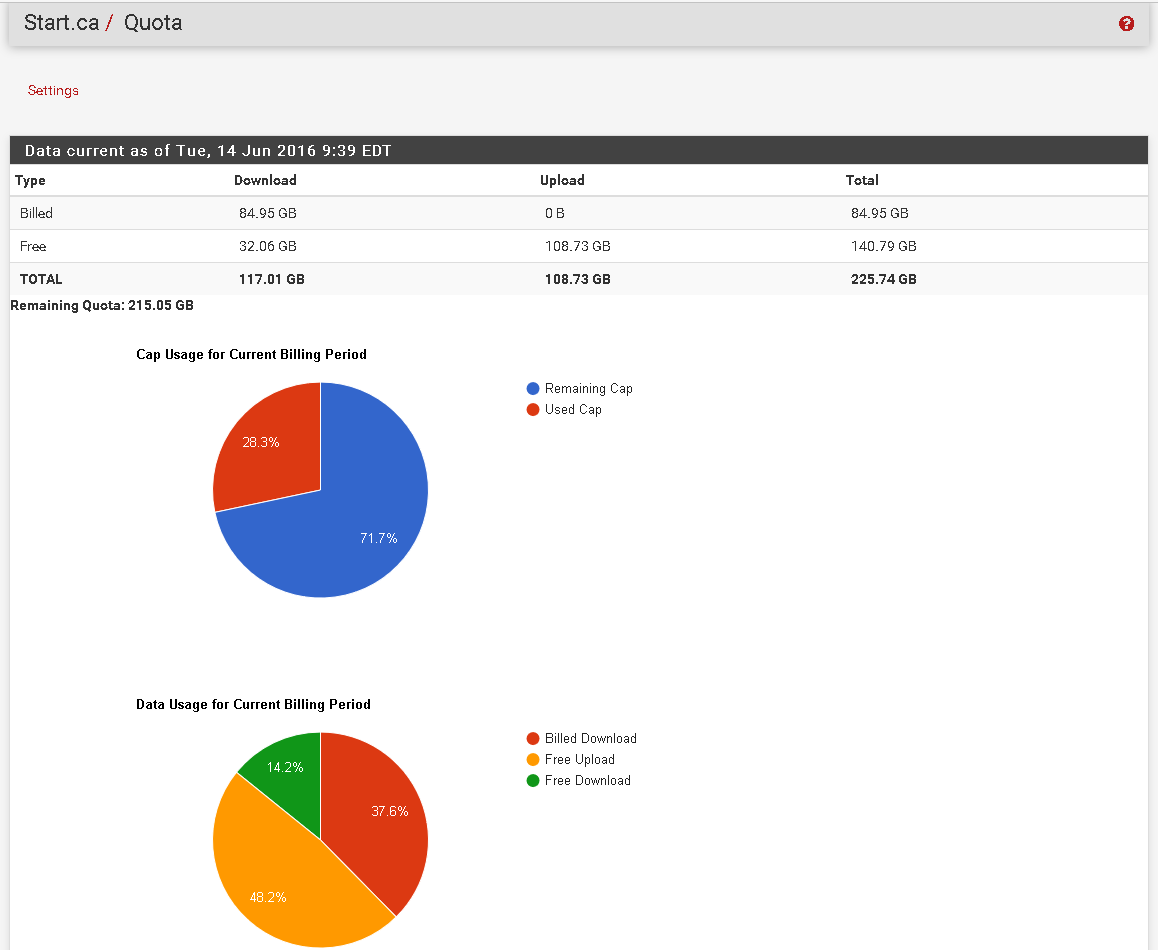 Start.ca / Quota
Settings
Data current as of Tue, 14 Jun 2016 9:39 EDT
Type Download Upload Total
Billed 84.95 GB 0 B 84.95 GB
Free 32.06 GB 108.73 GB 140.79 GB
TOTAL 117.01 GB 108.73 GB 225.74 GB
Remaining Quota: 215.05 GB
Cap Usage for Current Billing Period
Remaining Cap
Used Cap
28.3%
71.7%
Data Usage for Current Billing Period
Billed Download
Free Upload
Free Download
14.2%
37.6%
48.2%